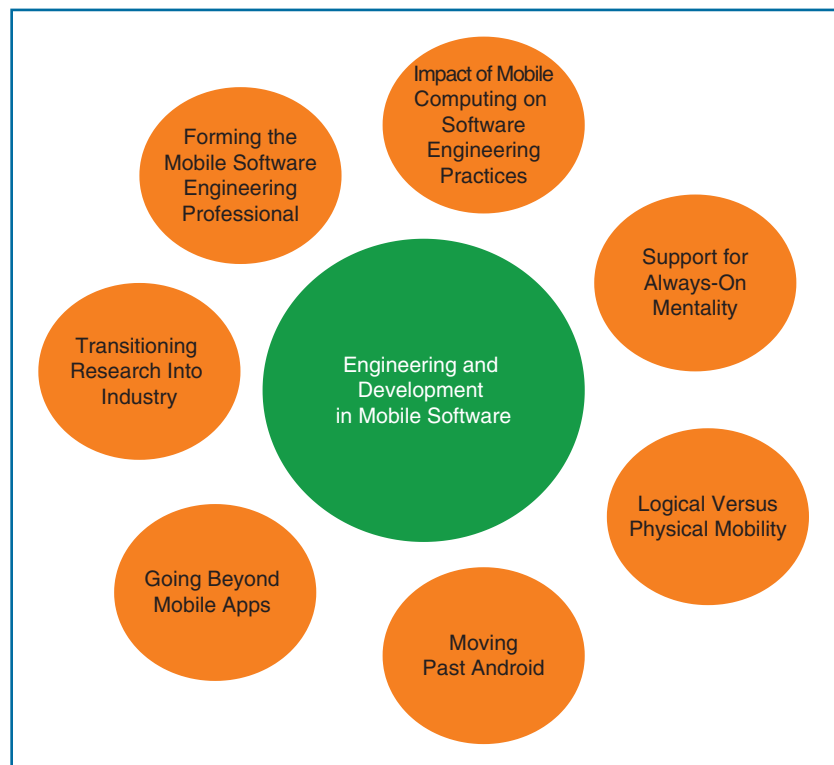 Impact of Mobile
Computing on
Software
Engineering
Practices
Forming the
Mobile Software
Engineering
Professional
Support for
Always-On
Mentality
Transitioning
Research Into
Industry
Engineering and
Development
in Mobile Software
Logical Versus
Physical Mobility
Going Beyond
Mobile Apps
Moving
Past Android